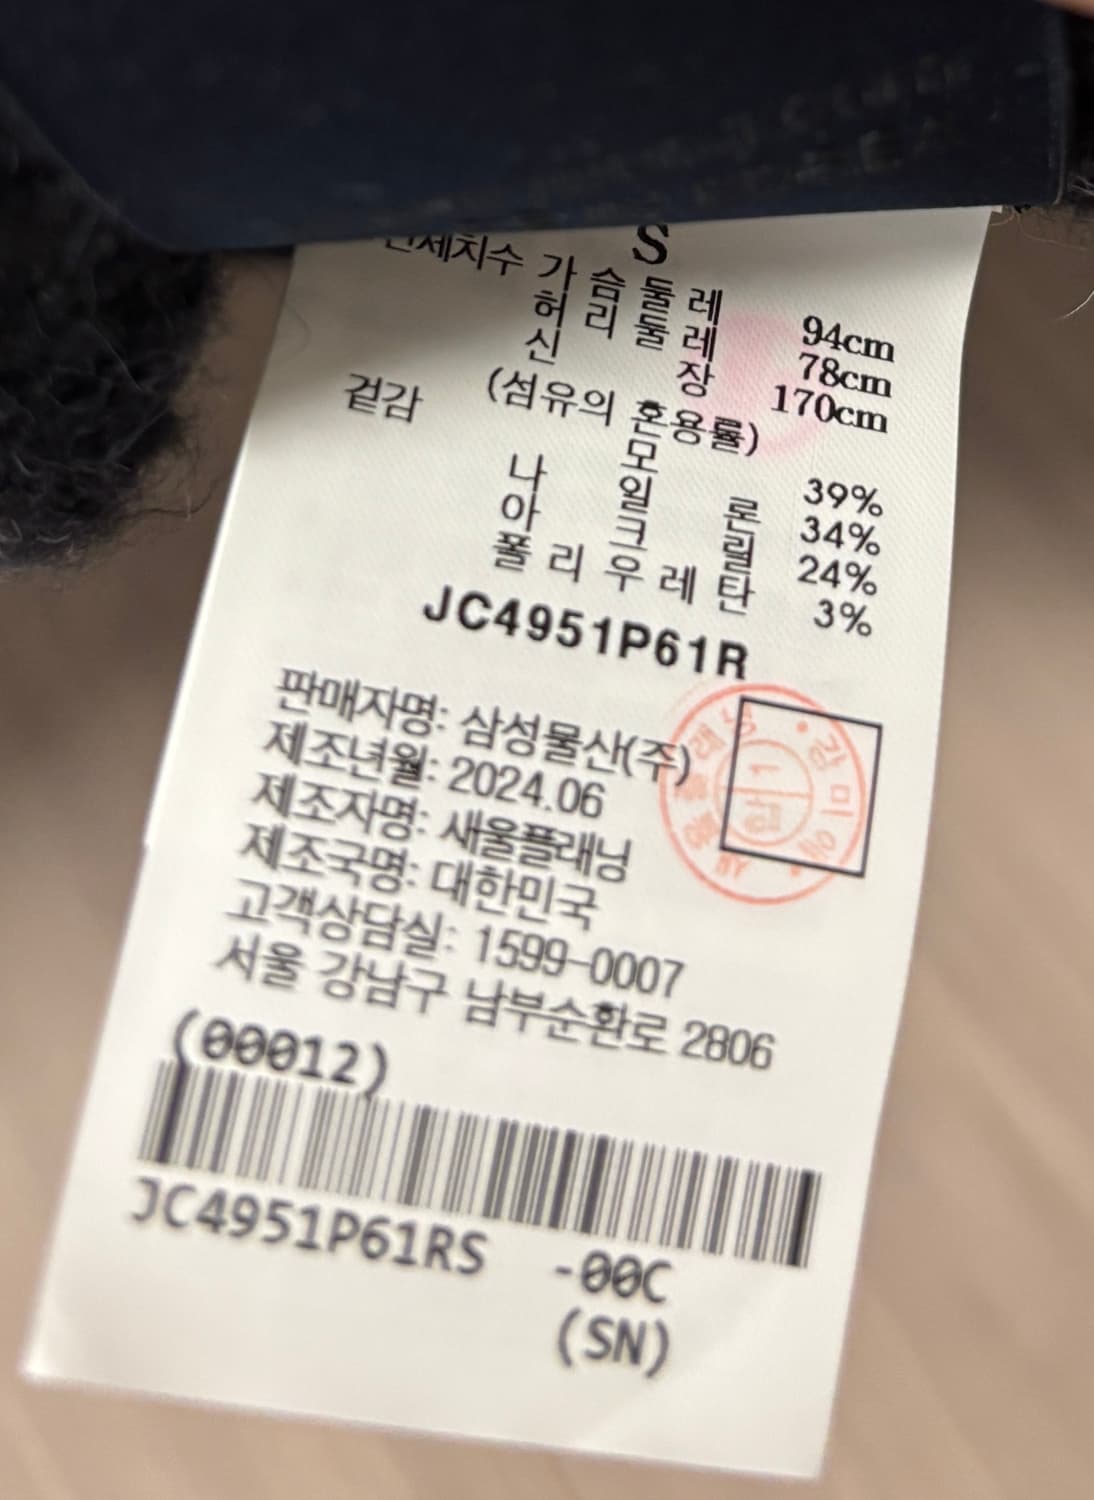 S
인체치수 가슴둘레 94cm
허리둘레 78cm
신장 170cm
(섬유의 혼용률)
겉감 모 39%
나일론 34%
아크릴 24%
폴리우레탄 3%
JC4951P61R
판매자명: 삼성물산(주)
제조년월: 2024.06
제조자명: 새울플래닝
제조국명: 대한민국
고객상담실: 1599-0007
서울 강남구 남부순환로 2806
(00012)
JC4951P61RS -00C
(SN)